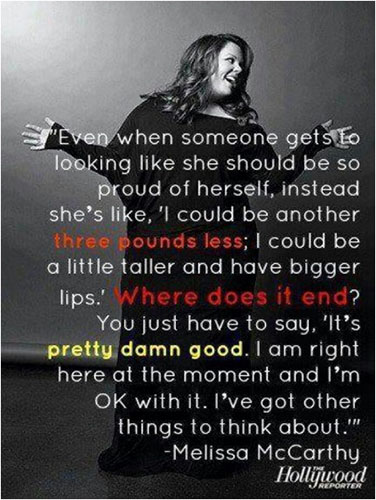 "Even when someone gets to
looking like she should be so
proud of herself, instead
she's like, 'I could be another
three pounds less; I could be
a little taller and have bigger
lips.' Where does it end?
You just have to say, 'It's
pretty damn good. I am right
here at the moment and I'm
OK with it. I've got other
things to think about.'"
-Melissa McCarthy
THE
Hollywood
REPORTER